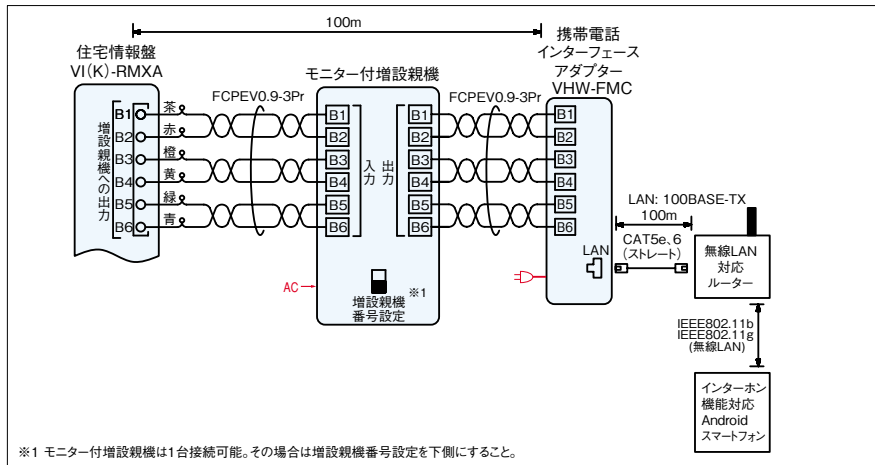 100m
住宅情報盤
VI(K)-RMXA
増設親機への出力
B1 茶
B2 赤
B3 橙
B4 黄
B5 緑
B6 青
FCPEV0.9-3Pr
モニター付増設親機
B1
B2
B3
B4
B5
B6
入力
出力
B1
B2
B3
B4
B5
B6
AC
※1
増設親機
番号設定
FCPEV0.9-3Pr
携帯電話
インターフェース
アダプター
VHW-FMC
B1
B2
B3
B4
B5
B6
LAN
LAN: 100BASE-TX
100m
CAT5e、6
(ストレート)
無線LAN
対応
ルーター
IEEE802.11b
IEEE802.11g
(無線LAN)
インターホン
機能対応
Android
スマートフォン
※1 モニター付増設親機は1台接続可能。その場合は増設親機番号設定を下側にすること。